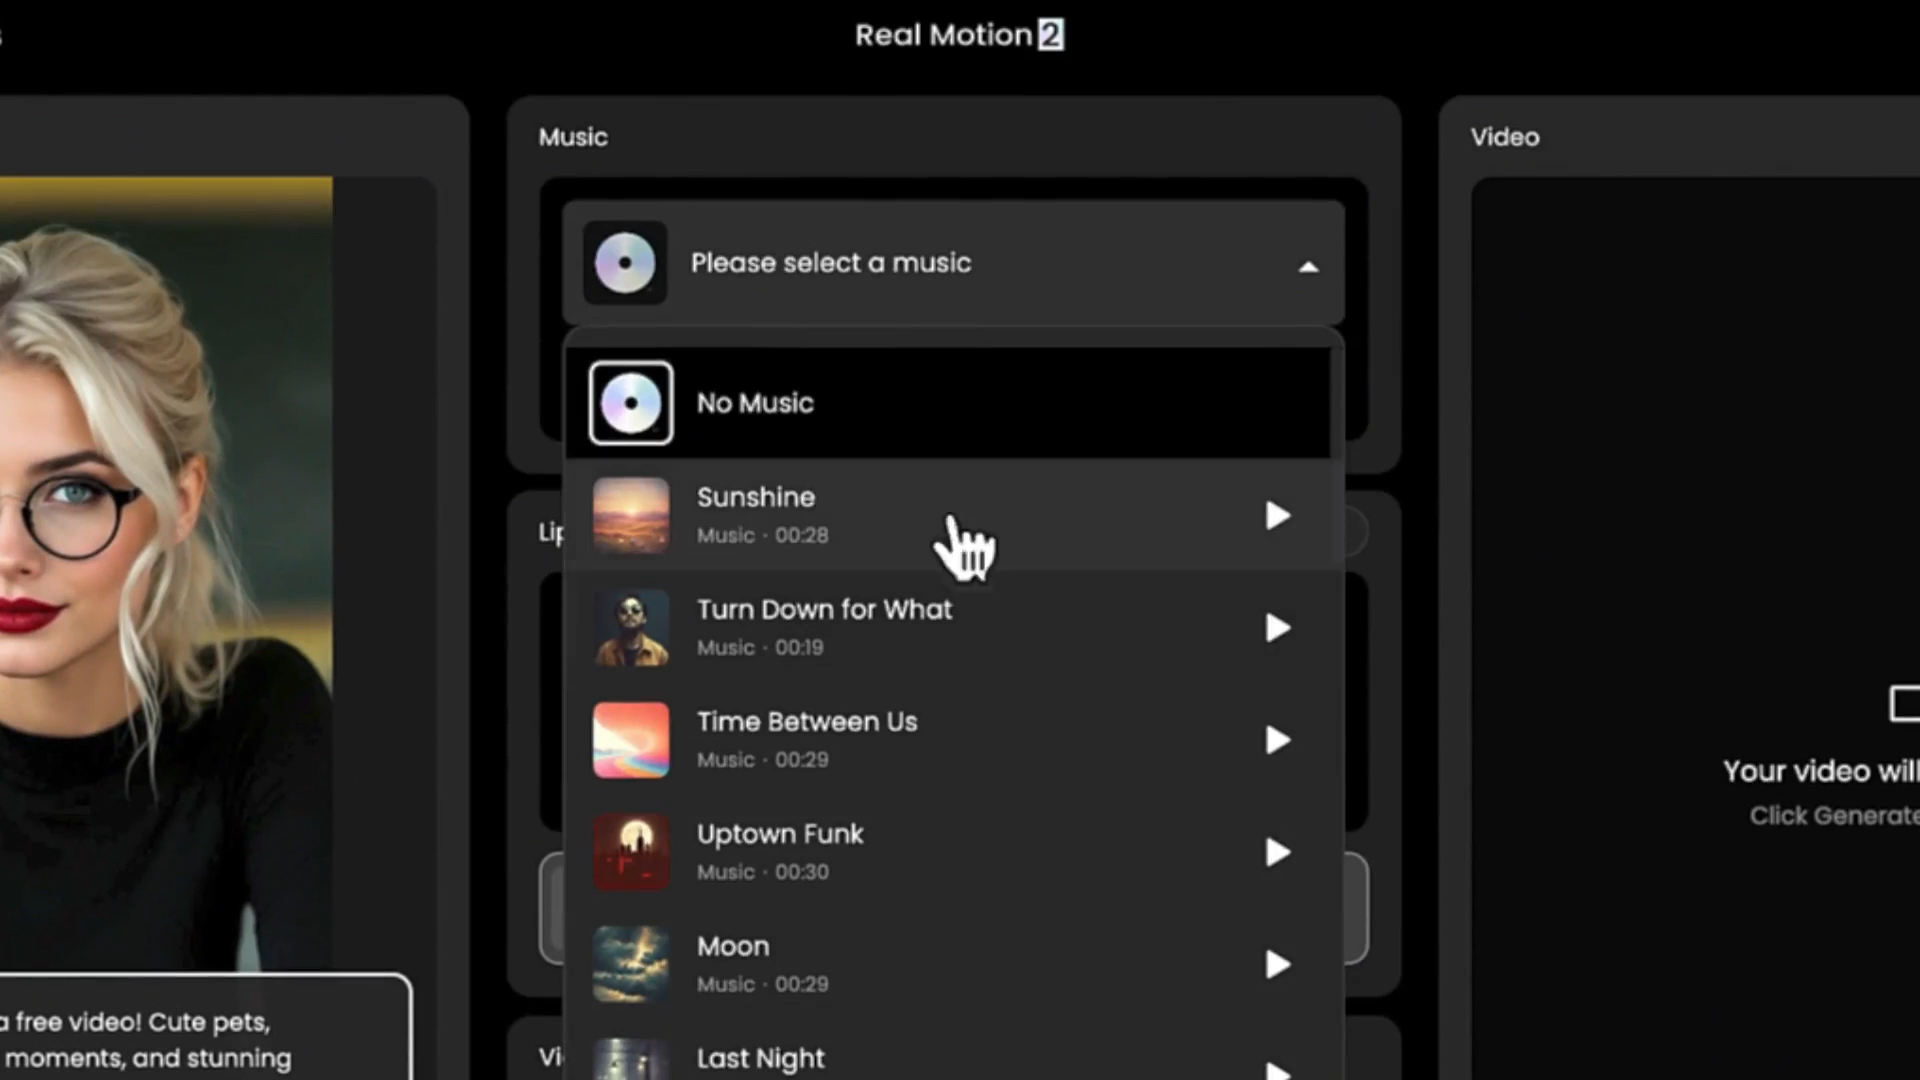 Real Motion 2
Music
Video
Please select a music
No Music
Sunshine
Music · 00:28
Lip
Turn Down for What
Music · 00:19
Time Between Us
Music · 00:29
Your video will
Click Generate
Uptown Funk
Music · 00:30
Moon
Music · 00:29
a free video! Cute pets,
moments, and stunning
Vi
Last Night